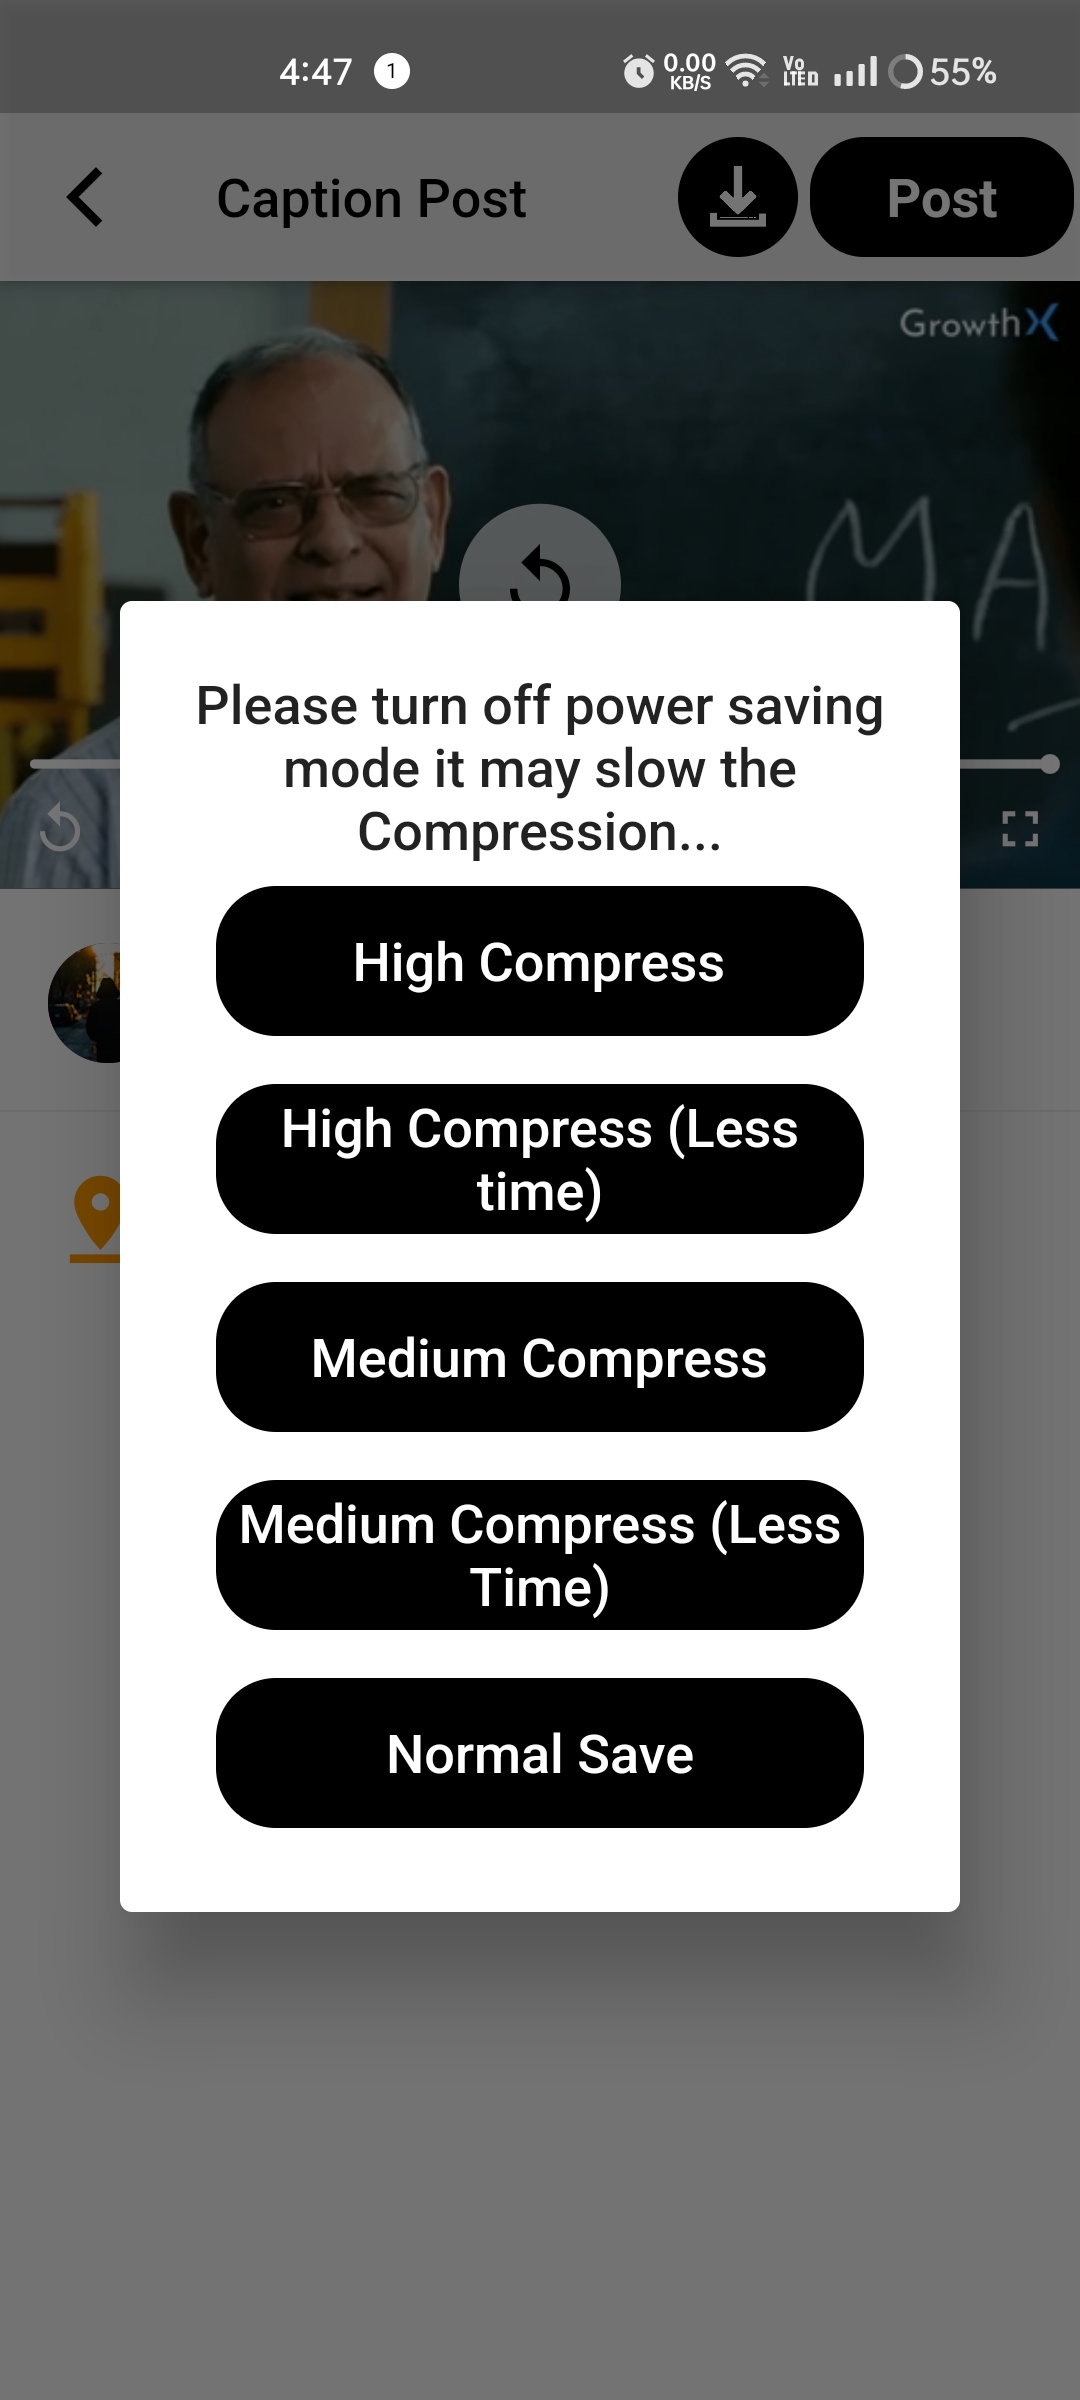 4:47 1 0.00 KB/S Vo LTE 55%
Caption Post Post
GrowthX
MA
Please turn off power saving
mode it may slow the
Compression...
High Compress
High Compress (Less
time)
Medium Compress
Medium Compress (Less
Time)
Normal Save